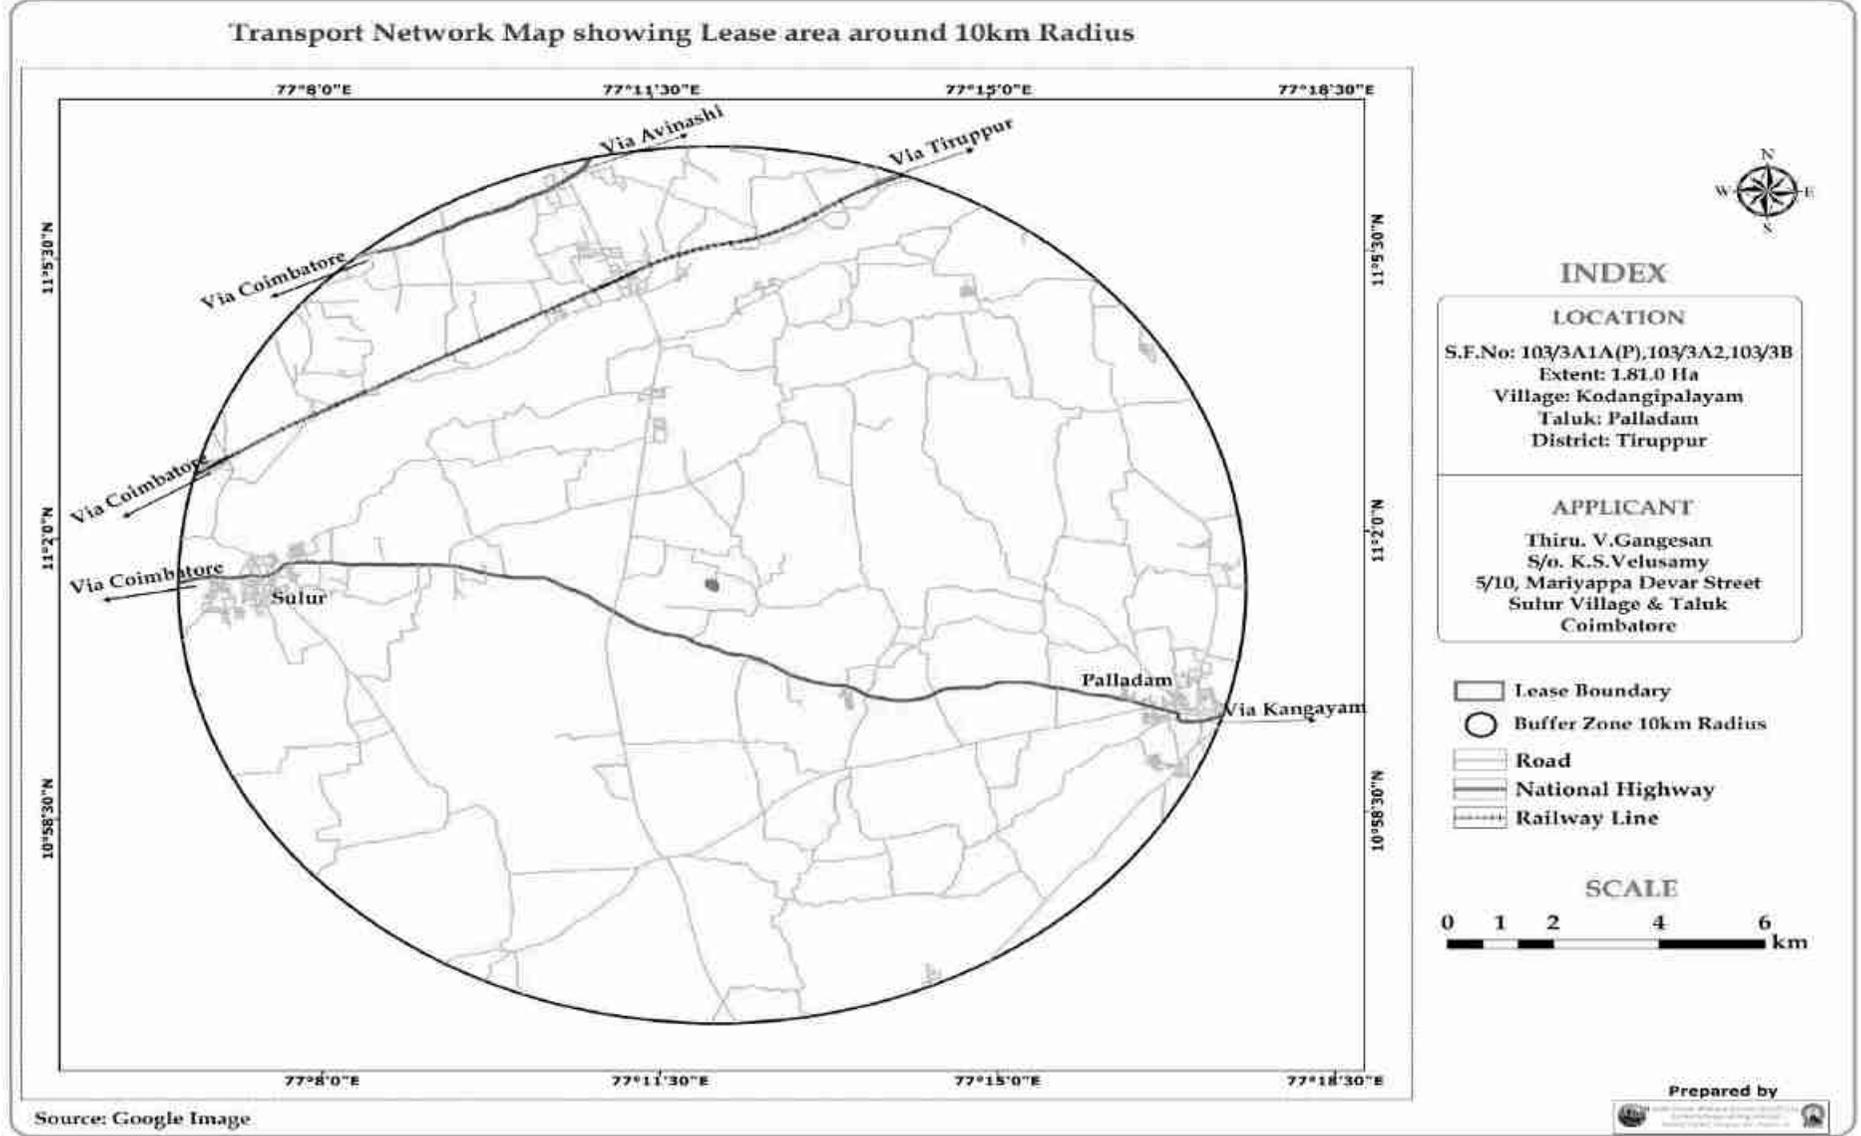 Transport Network Map showing Lease area around 10km Radius
77°8'0"E 77°11'30"E 77°15'0"E 77°18'30"E
Via Avinashi
Via Tiruppur
N
W E
S
11°5'30"N 11°5'30"N
Via Coimbatore
INDEX
LOCATION
S.F.No: 103/3A1A(P),103/3A2,103/3B
Extent: 1.81.0 Ha
Village: Kodangipalayam
Taluk: Palladam
District: Tiruppur
Via Coimbatore
11°2'0"N 11°2'0"N
APPLICANT
Thiru. V.Gangesan
S/o. K.S.Velusamy
5/10, Mariyappa Devar Street
Sulur Village & Taluk
Coimbatore
Via Coimbatore
Sulur
Palladam
Via Kangayam
Lease Boundary
Buffer Zone 10km Radius
Road
National Highway
Railway Line
10°58'30"N 10°58'30"N
SCALE
0 1 2 4 6
km
77°8'0"E 77°11'30"E 77°15'0"E 77°18'30"E
Source: Google Image
Prepared by